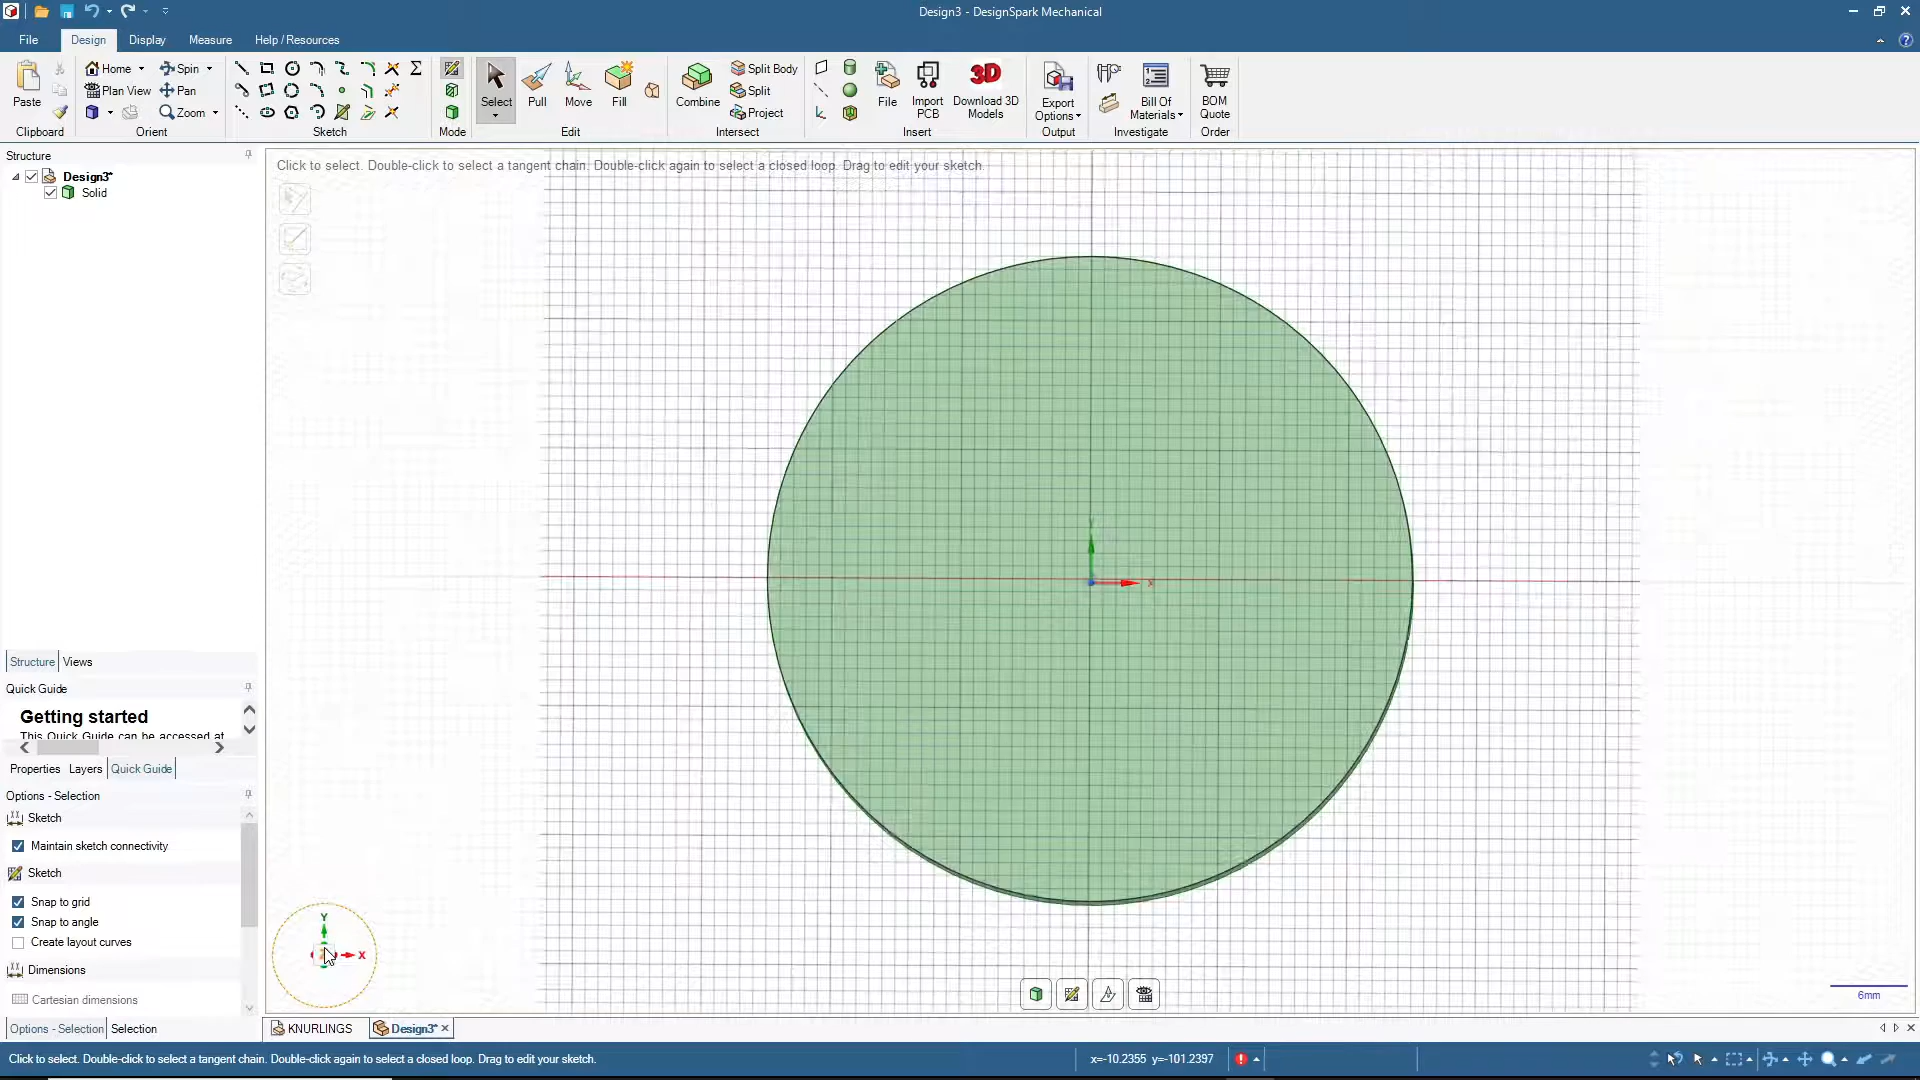 Design3 - DesignSpark Mechanical
File
Design
Display
Measure
Help / Resources
Paste
Home
Plan View
Spin
Pan
Zoom
Select
Pull
Move
Fill
Combine
Split Body
Split
Project
File
Import
PCB
Download 3D
Models
3D
Export
Options
Bill Of
Materials
BOM
Quote
Clipboard
Orient
Sketch
Mode
Edit
Intersect
Insert
Output
Investigate
Order
Structure
Design3*
Solid
Click to select. Double-click to select a tangent chain. Double-click again to select a closed loop. Drag to edit your sketch.
Y
X
Structure
Views
Quick Guide
Getting started
This Quick Guide can be accessed at
Properties
Layers
Quick Guide
Options - Selection
Sketch
Maintain sketch connectivity
Sketch
Snap to grid
Snap to angle
Create layout curves
Dimensions
Cartesian dimensions
Y
X
6mm
Options - Selection
Selection
KNURLINGS
Design3*
Click to select. Double-click to select a tangent chain. Double-click again to select a closed loop. Drag to edit your sketch.
x=-10.2355 y=-101.2397